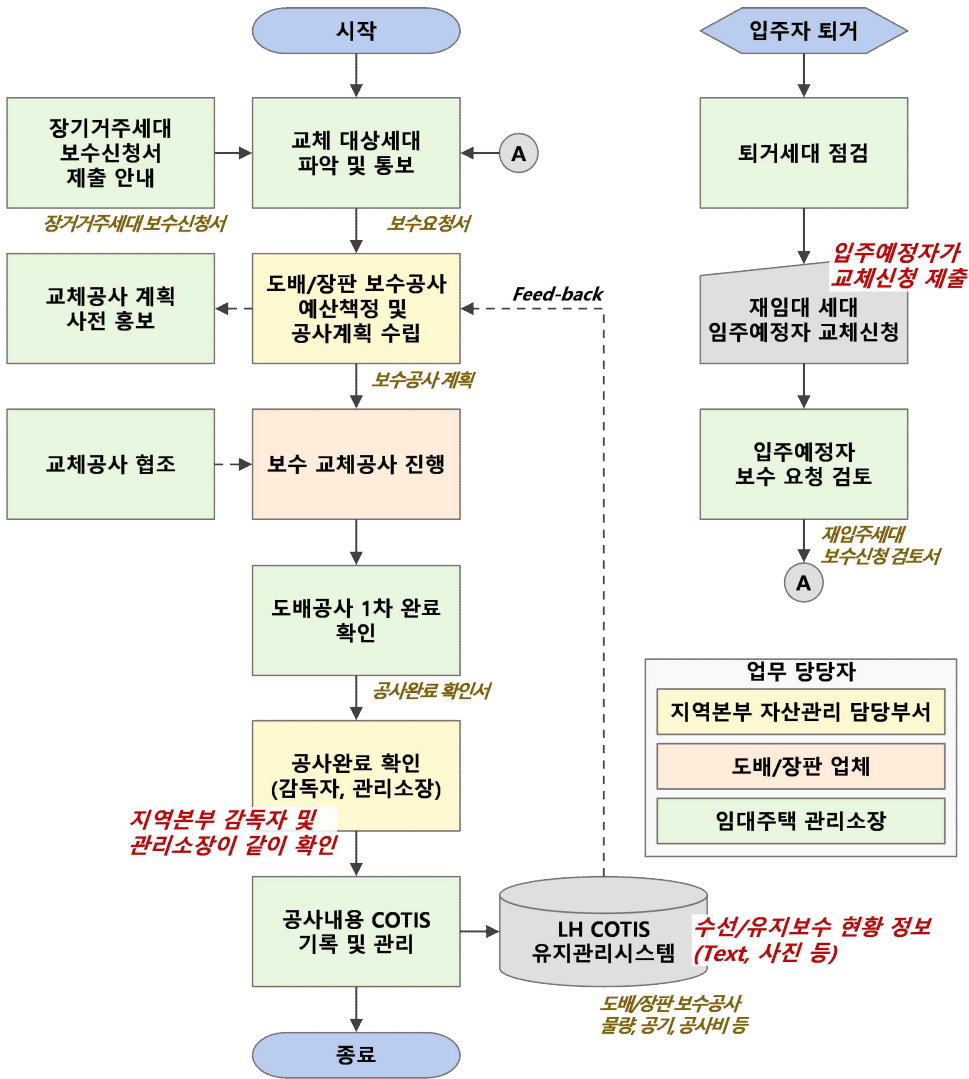 시작
장기거주세대
보수신청서
제출 안내
교체 대상세대
파악 및 통보
A
장거거주세대 보수신청서
보수요청서
교체공사 계획
사전 홍보
도배/장판 보수공사
예산책정 및
공사계획 수립
Feed-back
보수공사 계획
교체공사 협조
보수 교체공사 진행
도배공사 1차 완료
확인
공사완료 확인서
공사완료 확인
(감독자, 관리소장)
지역본부 감독자 및
관리소장이 같이 확인
공사내용 COTIS
기록 및 관리
LH COTIS
유지관리시스템
수선/유지보수 현황 정보
(Text, 사진 등)
도배/장판 보수공사
물량, 공기, 공사비 등
종료
입주자 퇴거
퇴거세대 점검
입주예정자가
교체신청 제출
재임대 세대
임주예정자 교체신청
입주예정자
보수 요청 검토
재입주세대
보수신청 검토서
A
업무 당당자
지역본부 자산관리 담당부서
도배/장판 업체
임대주택 관리소장